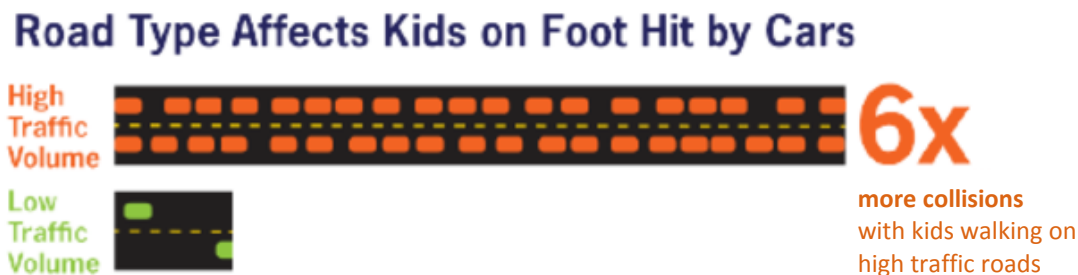 Road Type Affects Kids on Foot Hit by Cars
High
Traffic
Volume
6x
more collisions
with kids walking on
high traffic roads
Low
Traffic
Volume